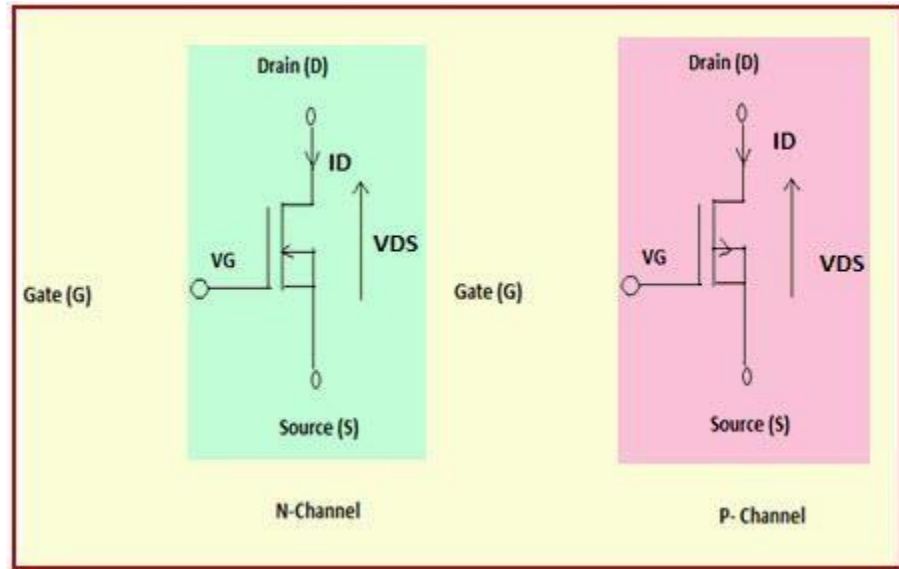 Drain (D)
ID
VDS
VG
Gate (G)
Source (S)
N-Channel
Drain (D)
ID
VDS
VG
Gate (G)
Source (S)
P- Channel